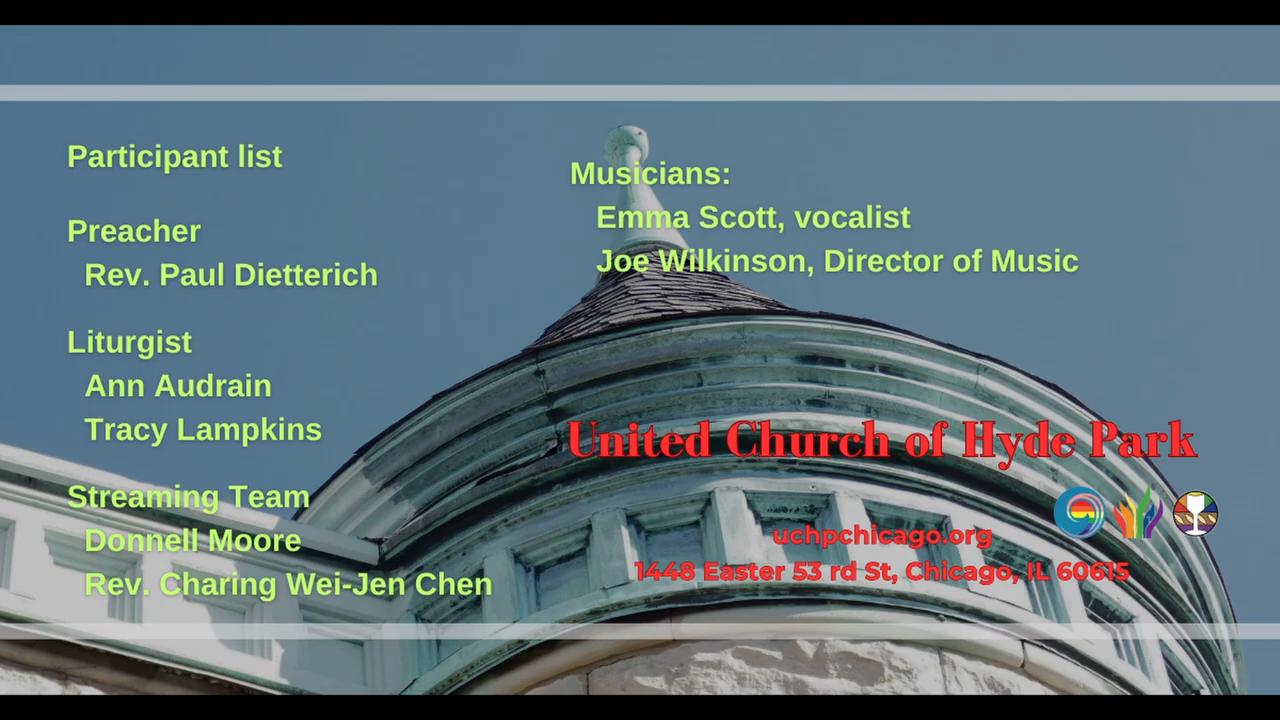 Participant list
Preacher
Rev. Paul Dietterich
Liturgist
Ann Audrain
Tracy Lampkins
Streaming Team
Donnell Moore
Rev. Charing Wei-Jen Chen
Musicians:
Emma Scott, vocalist
Joe Wilkinson, Director of Music
United Church of Hyde Park
uchpchicago.org
1448 Easter 53 rd St, Chicago, IL 60615